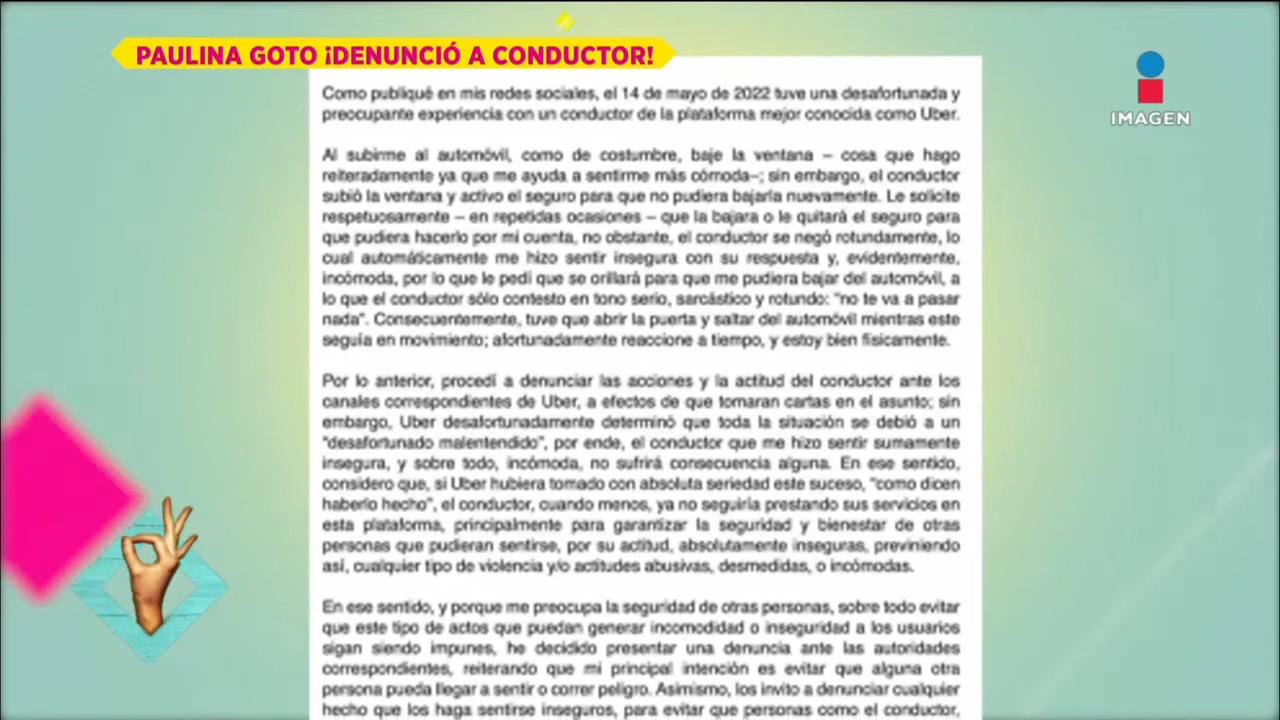 PAULINA GOTO ¡DENUNCIÓ A CONDUCTOR!
IMAGEN
Como publiqué en mis redes sociales, el 14 de mayo de 2022 tuve una desafortunada y
preocupante experiencia con un conductor de la plataforma mejor conocida como Uber.
Al subirme al automóvil, como de costumbre, baje la ventana – cosa que hago
reiteradamente ya que me ayuda a sentirme más cómoda–; sin embargo, el conductor
subió la ventana y activo el seguro para que no pudiera bajarla nuevamente. Le solicite
respetuosamente – en repetidas ocasiones – que la bajara o le quitará el seguro para
que pudiera hacerlo por mi cuenta, no obstante, el conductor se negó rotundamente, lo
cual automáticamente me hizo sentir insegura con su respuesta y, evidentemente,
incómoda, por lo que le pedí que se orillará para que me pudiera bajar del automóvil, a
lo que el conductor sólo contesto en tono serio, sarcástico y rotundo: "no te va a pasar
nada". Consecuentemente, tuve que abrir la puerta y saltar del automóvil mientras este
seguía en movimiento; afortunadamente reaccione a tiempo, y estoy bien físicamente.
Por lo anterior, procedí a denunciar las acciones y la actitud del conductor ante los
canales correspondientes de Uber, a efectos de que tomaran cartas en el asunto; sin
embargo, Uber desafortunadamente determinó que toda la situación se debió a un
"desafortunado malentendido", por ende, el conductor que me hizo sentir sumamente
insegura, y sobre todo, incómoda, no sufrirá consecuencia alguna. En ese sentido,
considero que, si Uber hubiera tomado con absoluta seriedad este suceso, "como dicen
haberlo hecho", el conductor, cuando menos, ya no seguiría prestando sus servicios en
esta plataforma, principalmente para garantizar la seguridad y bienestar de otras
personas que pudieran sentirse, por su actitud, absolutamente inseguras, previniendo
así, cualquier tipo de violencia y/o actitudes abusivas, desmedidas, o incómodas.
En ese sentido, y porque me preocupa la seguridad de otras personas, sobre todo evitar
que este tipo de actos que puedan generar incomodidad o inseguridad a los usuarios
sigan siendo impunes, he decidido presentar una denuncia ante las autoridades
correspondientes, reiterando que mi principal intención es evitar que alguna otra
persona pueda llegar a sentir o correr peligro. Asimismo, los invito a denunciar cualquier
hecho que los haga sentirse inseguros, para evitar que personas como el conductor,